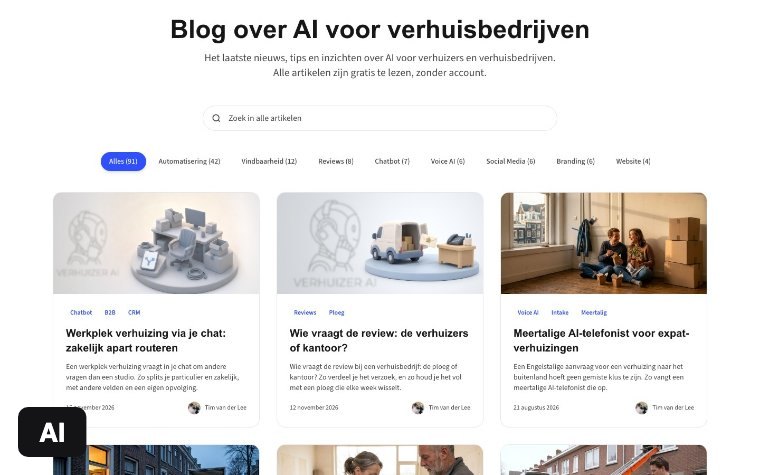 Blog over AI voor verhuisbedrijven
Het laatste nieuws, tips en inzichten over AI voor verhuizers en verhuisbedrijven.
Alle artikelen zijn gratis te lezen, zonder account.
Zoek in alle artikelen
Alles (91) Automatisering (42) Vindbaarheid (12) Reviews (8) Chatbot (7) Voice AI (6) Social Media (6) Branding (6) Website (4)
VERHUIZER AI
Chatbot B2B CRM
Werkplek verhuizing via je chat:
zakelijk apart routeren
Een werkplek verhuizing vraagt in je chat om andere
vragen dan een studio. Zo splits je particulier en zakelijk,
met andere velden en een eigen opvolging.
november 2026 Tim van der Lee
VERHUIZER AI
Reviews Ploeg
Wie vraagt de review: de verhuizers
of kantoor?
Wie vraagt de review bij een verhuisbedrijf: de ploeg of
kantoor? Zo verdeel je het verzoek, en zo houd je het vol
met een ploeg die elke week wisselt.
12 november 2026 Tim van der Lee
Voice AI Intake Meertalig
Meertalige AI-telefonist voor expat-
verhuizingen
Een Engelstalige aanvraag voor een verhuizing naar het
buitenland hoeft geen gemiste klus te zijn. Zo vangt een
meertalige AI-telefonist die op.
21 augustus 2026 Tim van der Lee
AI